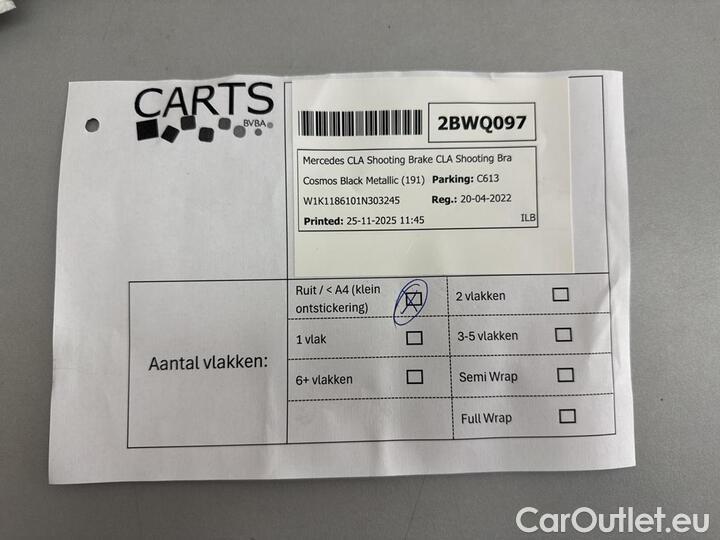 CARTS
BVBA
2BWQ097
Mercedes CLA Shooting Brake CLA Shooting Bra
Cosmos Black Metallic (191) Parking: C613
W1K1186101N303245 Reg.: 20-04-2022
Printed: 25-11-2025 11:45 ILB
Aantal vlakken:
Ruit / < A4 (klein
ontstickering)
2 vlakken
1 vlak
3-5 vlakken
6+ vlakken
Semi Wrap
Full Wrap
CarOutlet.eu